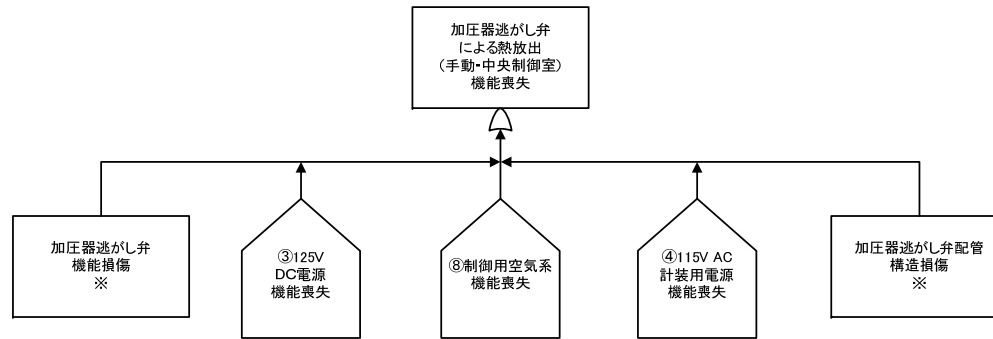 加圧器逃がし弁
による熱放出
(手動・中央制御室)
機能喪失
加圧器逃がし弁
機能損傷
※
③125V
DC電源
機能喪失
⑧制御用空気系
機能喪失
④115V AC
計装用電源
機能喪失
加圧器逃がし弁配管
構造損傷
※